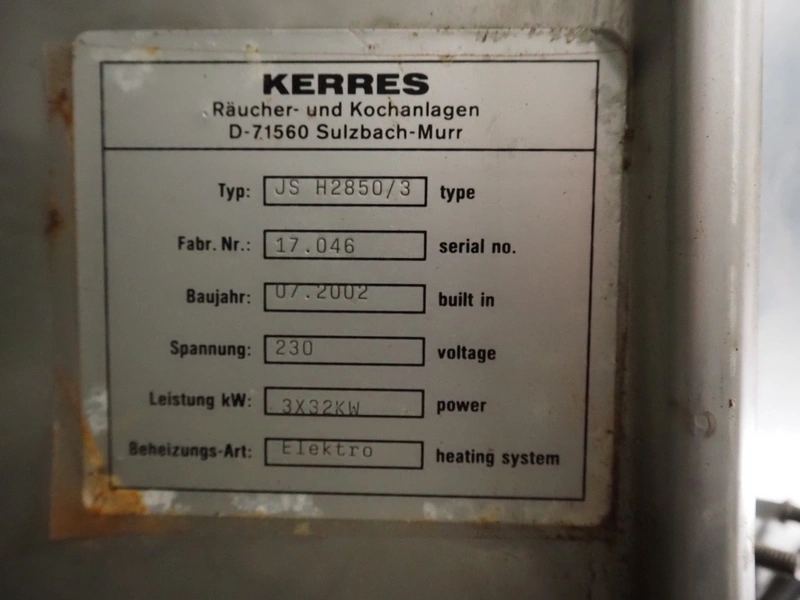 KERRES
Räucher- und Kochanlagen
D-71560 Sulzbach-Murr
Typ: JS H2850/3 type
Fabr. Nr.: 17.046 serial no.
Baujahr: 07.2002 built in
Spannung: 230 voltage
Leistung kW: 3X32KW power
Beheizungs-Art: Elektro heating system